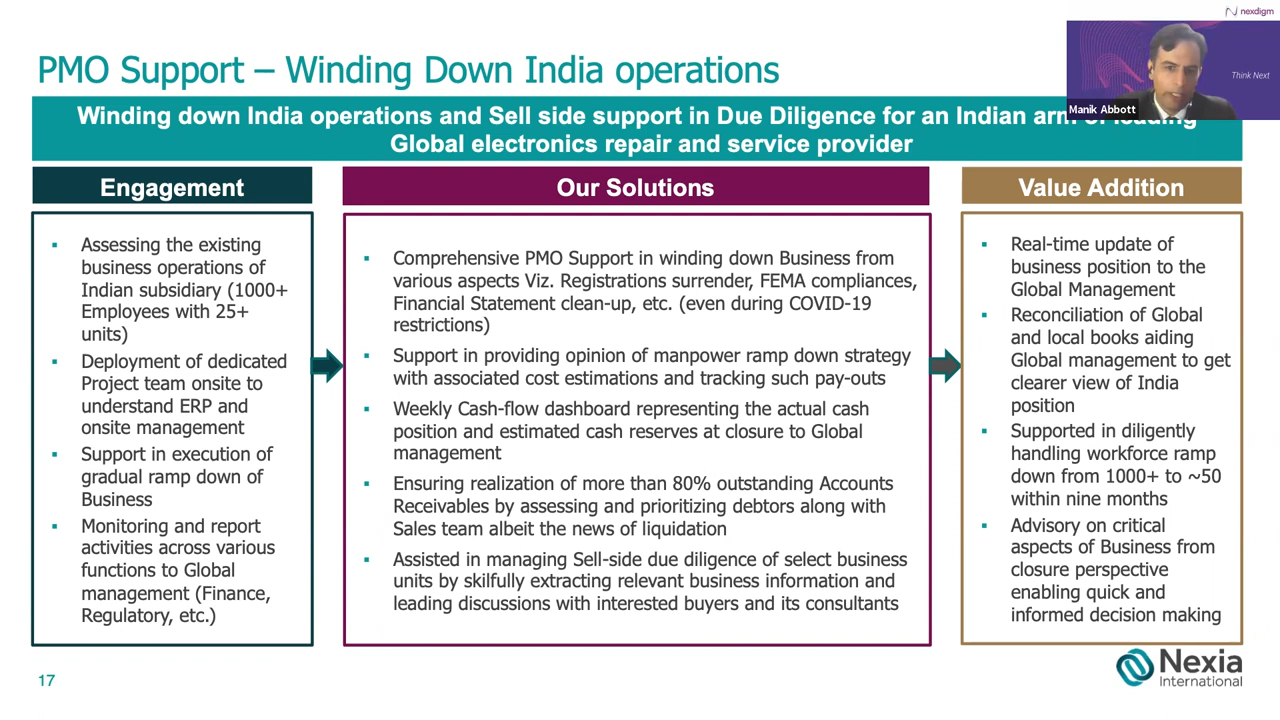 nexdigm
PMO Support – Winding Down India operations
Think Next
Manik Abbott
Winding down India operations and Sell side support in Due Diligence for an Indian arm
Global electronics repair and service provider
Engagement
Our Solutions
Value Addition
▪ Assessing the existing
business operations of
Indian subsidiary (1000+
Employees with 25+
units)
▪ Deployment of dedicated
Project team onsite to
understand ERP and
onsite management
▪ Support in execution of
gradual ramp down of
Business
▪ Monitoring and report
activities across various
functions to Global
management (Finance,
Regulatory, etc.)
▪ Comprehensive PMO Support in winding down Business from
various aspects Viz. Registrations surrender, FEMA compliances,
Financial Statement clean-up, etc. (even during COVID-19
restrictions)
▪ Support in providing opinion of manpower ramp down strategy
with associated cost estimations and tracking such pay-outs
▪ Weekly Cash-flow dashboard representing the actual cash
position and estimated cash reserves at closure to Global
management
▪ Ensuring realization of more than 80% outstanding Accounts
Receivables by assessing and prioritizing debtors along with
Sales team albeit the news of liquidation
▪ Assisted in managing Sell-side due diligence of select business
units by skilfully extracting relevant business information and
leading discussions with interested buyers and its consultants
▪ Real-time update of
business position to the
Global Management
▪ Reconciliation of Global
and local books aiding
Global management to get
clearer view of India
position
▪ Supported in diligently
handling workforce ramp
down from 1000+ to ~50
within nine months
▪ Advisory on critical
aspects of Business from
closure perspective
enabling quick and
informed decision making
17
Nexia
International